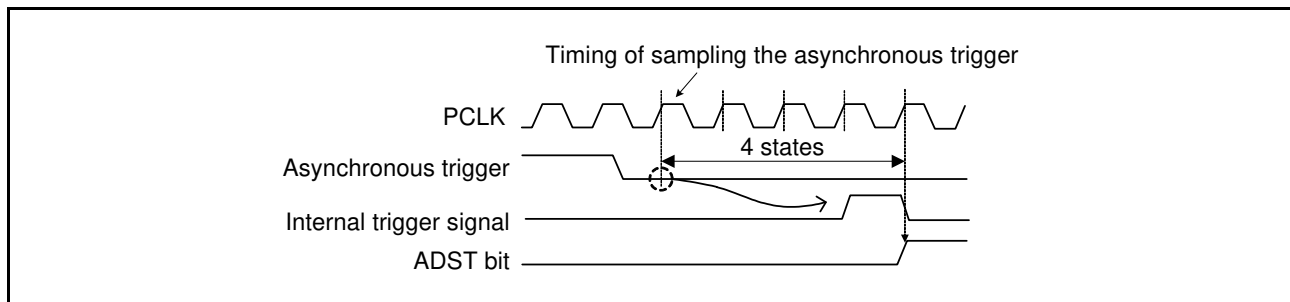 Timing of sampling the asynchronous trigger
PCLK
4 states
Asynchronous trigger
Internal trigger signal
ADST bit